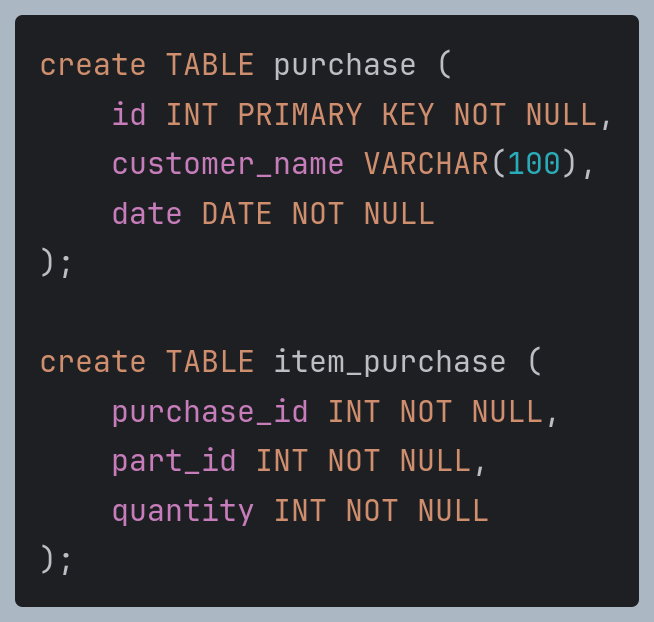 create TABLE purchase (
    id INT PRIMARY KEY NOT NULL,
    customer_name VARCHAR(100),
    date DATE NOT NULL
);

create TABLE item_purchase (
    purchase_id INT NOT NULL,
    part_id INT NOT NULL,
    quantity INT NOT NULL
);